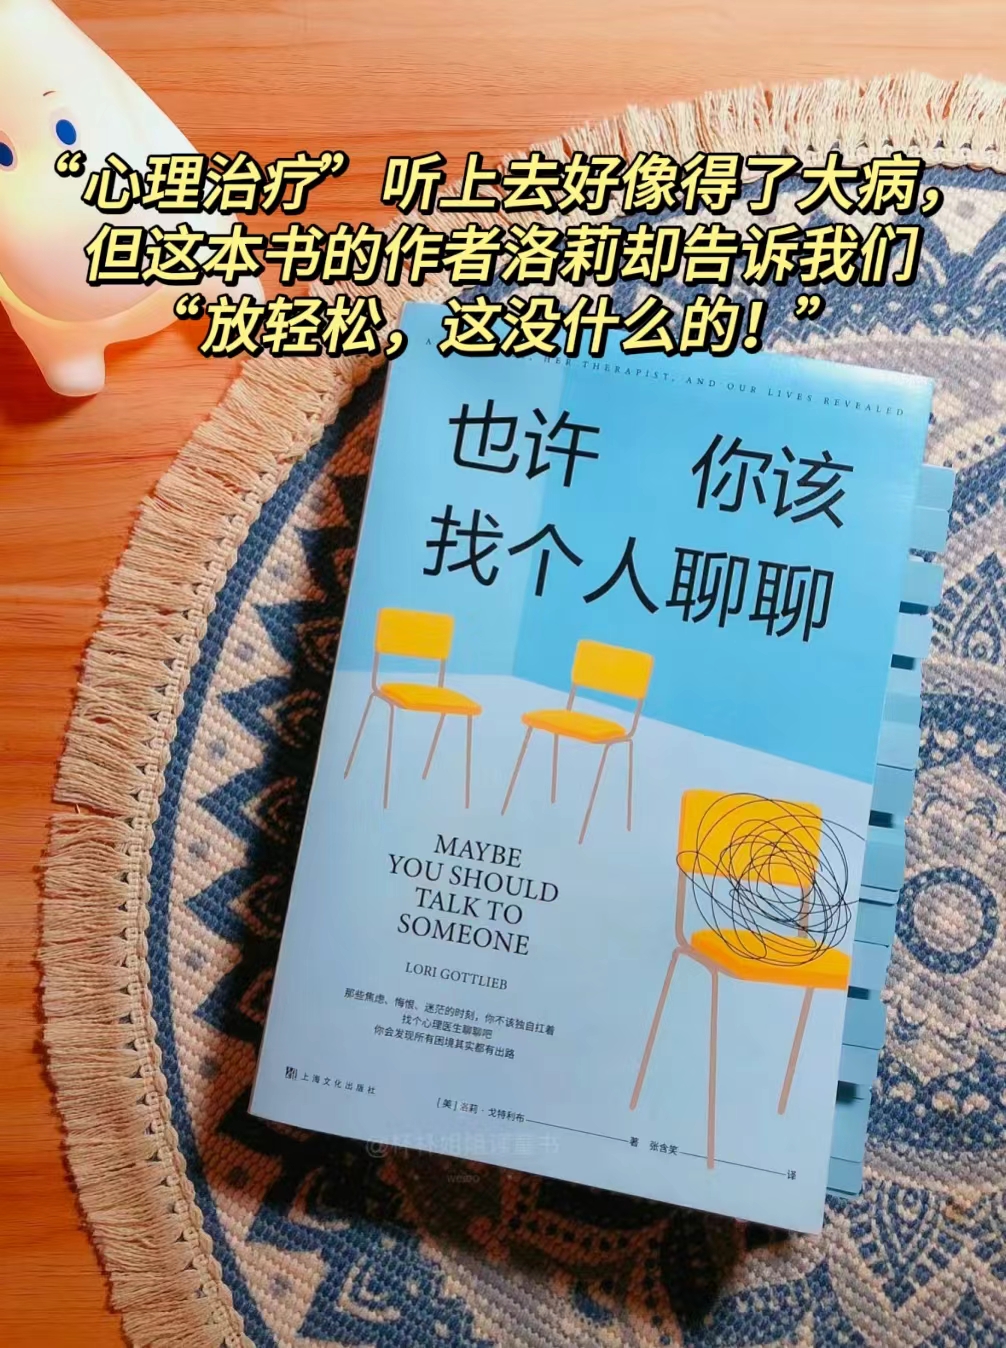 “心理治疗”听上去好像得了大病，
但这本书的作者洛莉却告诉我们
“放轻松，这没什么的！”
HER THERAPIST, AND OUR LIVES REVEALED
也许 你该
找个人聊聊
MAYBE
YOU SHOULD
TALK TO
SOMEONE
LORI GOTTLIEB
那些焦虑、悔恨、迷茫的时刻，你不该独自扛着
找个心理医生聊聊吧
你会发现所有困境其实都有出路
上海文化出版社
[美] 洛莉·戈特利布 著 张含笑 译
weibo